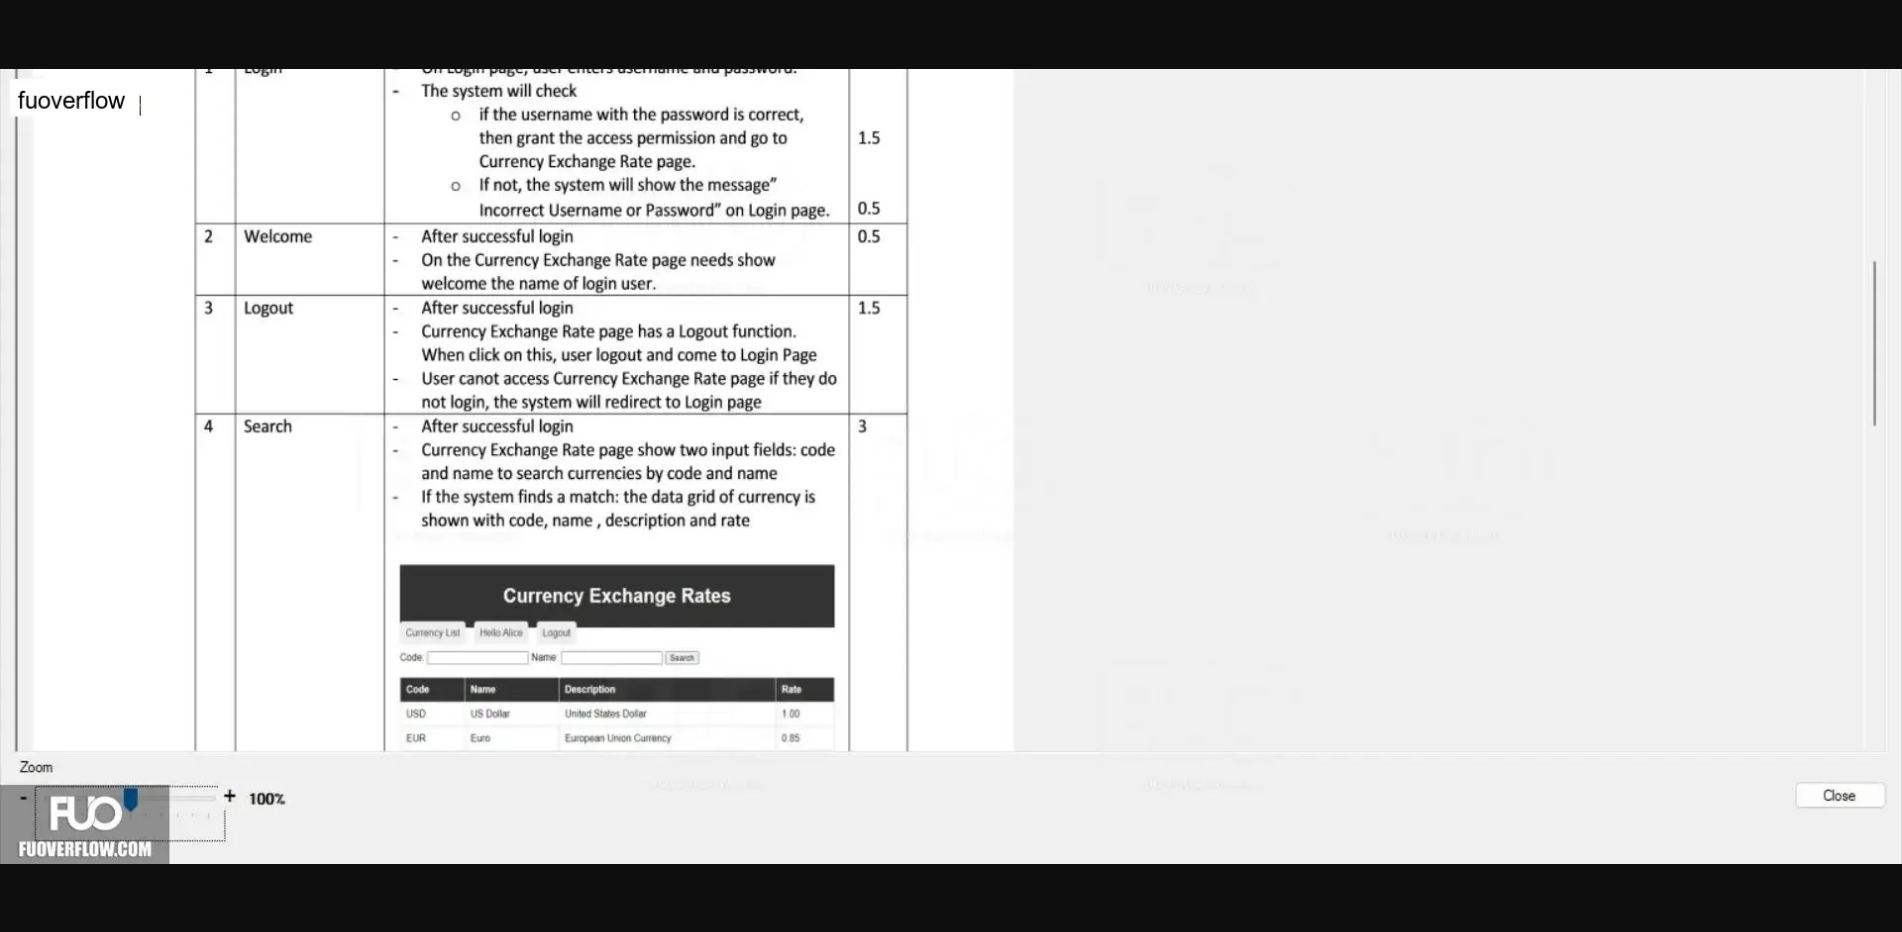 1 Login - On Login page, user enters username and password.
fuoverflow
- The system will check
o if the username with the password is correct,
then grant the access permission and go to 1.5
Currency Exchange Rate page.
o If not, the system will show the message”
Incorrect Username or Password” on Login page. 0.5
2 Welcome - After successful login 0.5
- On the Currency Exchange Rate page needs show
welcome the name of login user.
3 Logout - After successful login 1.5
- Currency Exchange Rate page has a Logout function.
When click on this, user logout and come to Login Page
- User canot access Currency Exchange Rate page if they do
not login, the system will redirect to Login page
4 Search - After successful login 3
- Currency Exchange Rate page show two input fields: code
and name to search currencies by code and name
- If the system finds a match: the data grid of currency is
shown with code, name , description and rate
Currency Exchange Rates
Currency List Hello Alice Logout
Code: Name Search
Code Name Description Rate
USD US Dollar United States Dollar 1.00
EUR Euro European Union Currency 0.85
Zoom
- + 100% Close
FUO
FUOVERFLOW.COM